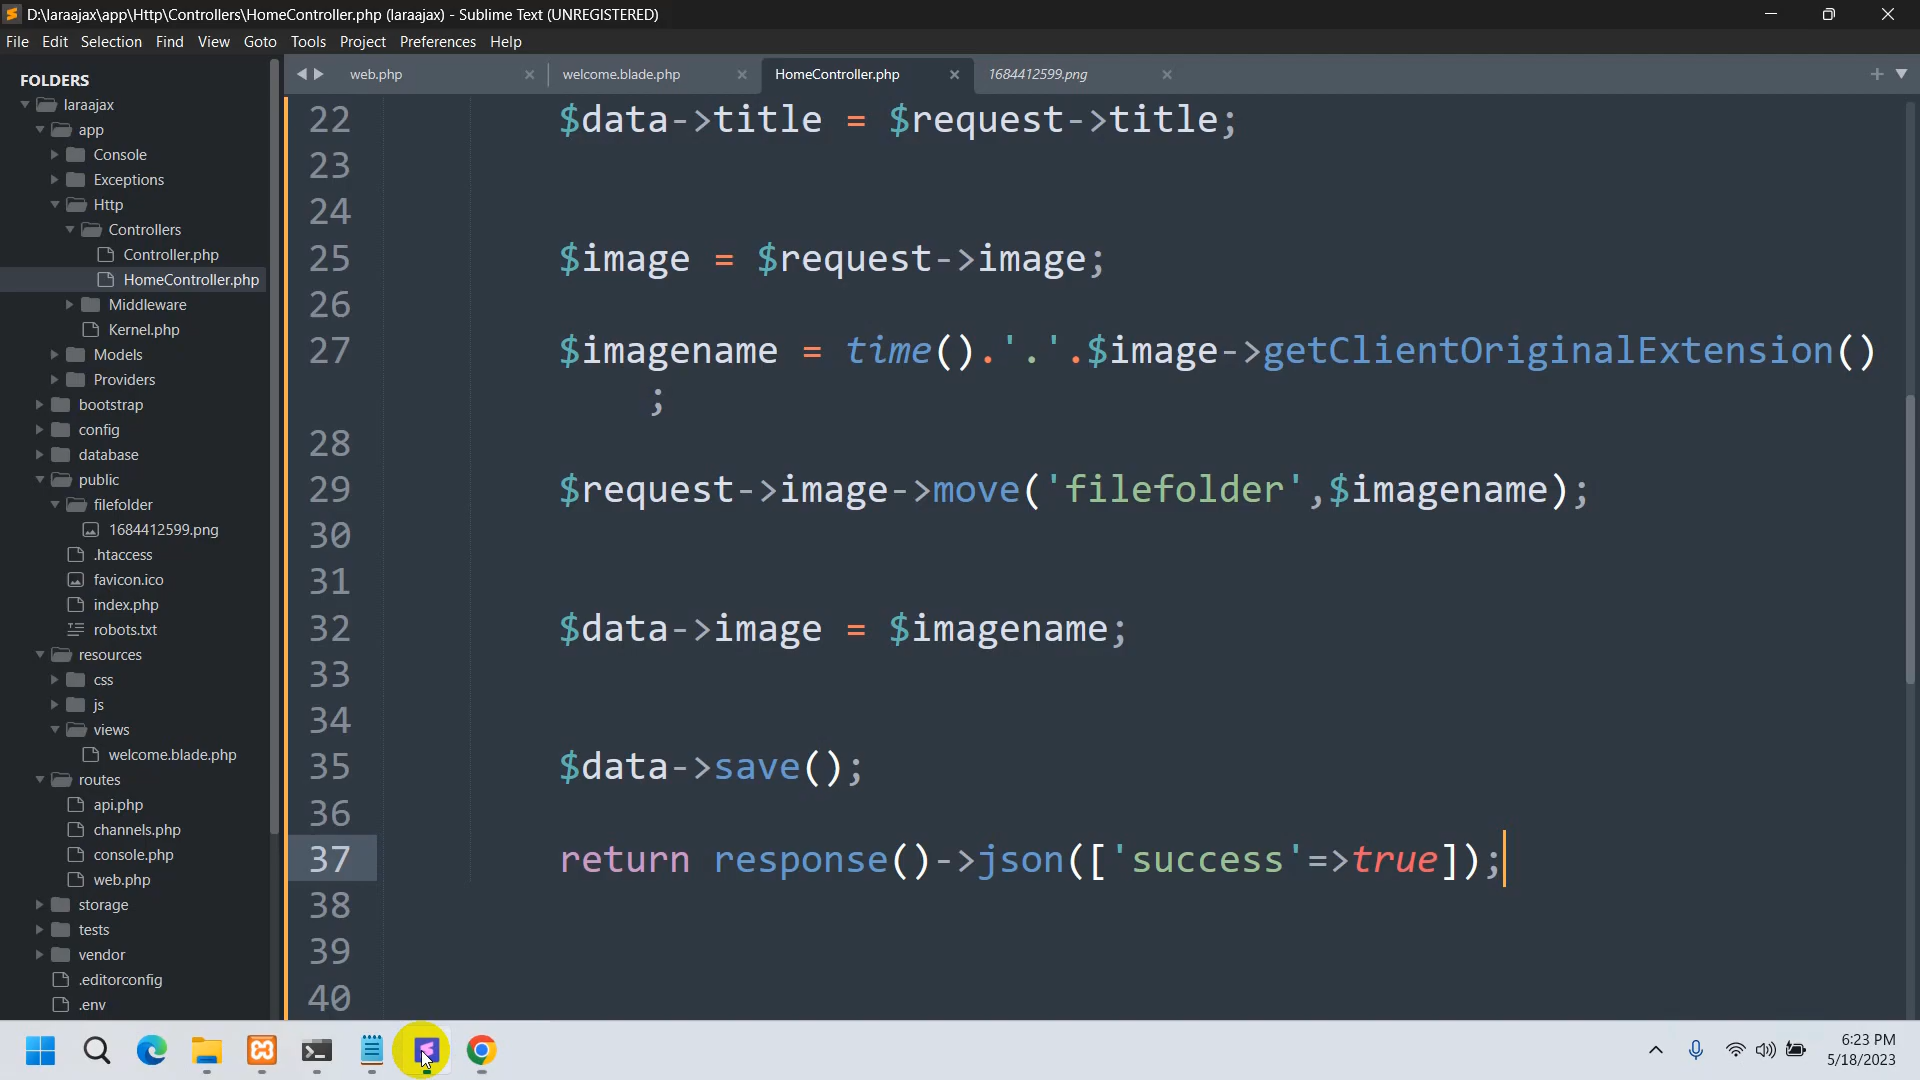 D:\laraajax\app\Http\Controllers\HomeController.php (laraajax) - Sublime Text (UNREGISTERED)
File Edit Selection Find View Goto Tools Project Preferences Help
FOLDERS
laraajax
app
Console
Exceptions
Http
Controllers
Controller.php
HomeController.php
Middleware
Kernel.php
Models
Providers
bootstrap
config
database
public
filefolder
1684412599.png
.htaccess
favicon.ico
index.php
robots.txt
resources
css
js
views
welcome.blade.php
routes
api.php
channels.php
console.php
web.php
storage
tests
vendor
.editorconfig
.env
web.php welcome.blade.php HomeController.php 1684412599.png
22 $data->title = $request->title;
23
24
25 $image = $request->image;
26
27 $imagename = time().'.'.$image->getClientOriginalExtension()
;
28
29 $request->image->move('filefolder',$imagename);
30
31
32 $data->image = $imagename;
33
34
35 $data->save();
36
37 return response()->json(['success'=>true]);
38
39
40
6:23 PM
5/18/2023